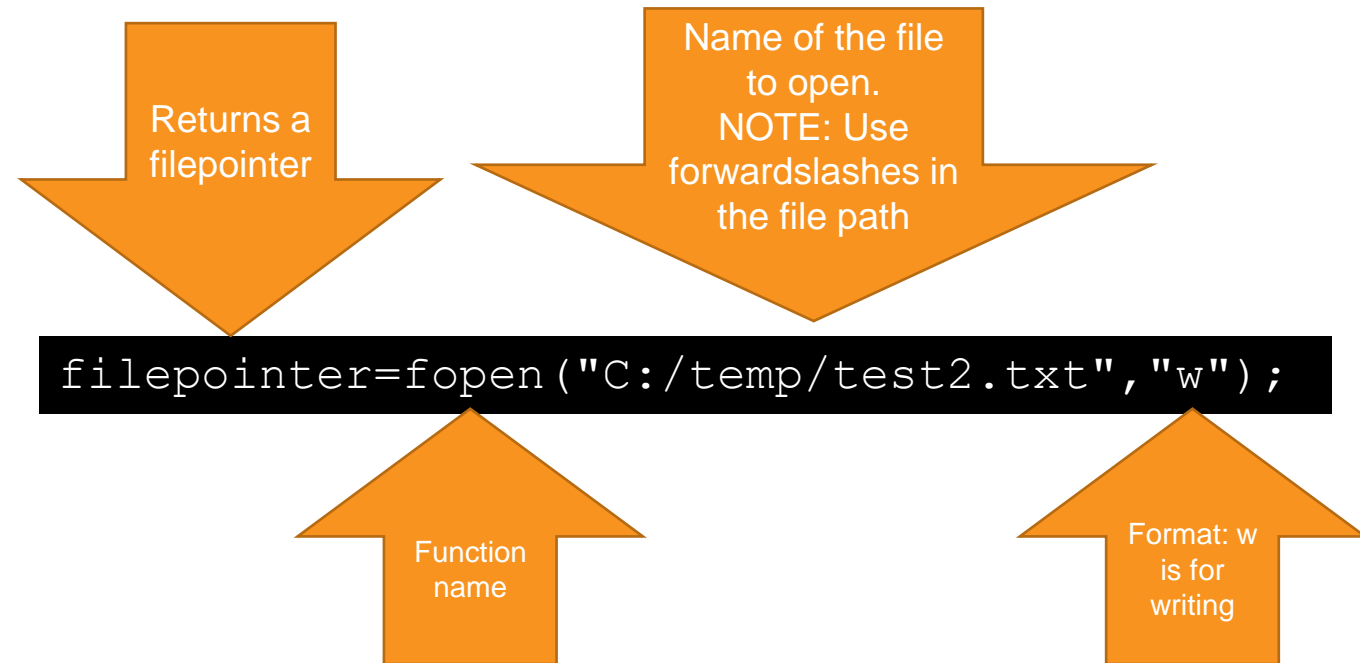 Returns a
filepointer
Name of the file
to open.
NOTE: Use
forwardslashes in
the file path
filepointer=fopen("C:/temp/test2.txt","w");
Function
name
Format: w
is for
writing